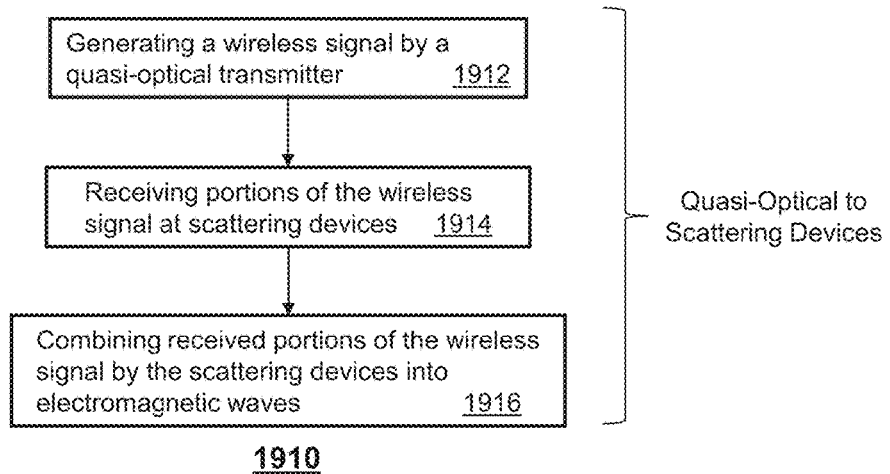 Generating a wireless signal by a
quasi-optical transmitter 1912
Receiving portions of the wireless
signal at scattering devices 1914
Quasi-Optical to
Scattering Devices
Combining received portions of the wireless
signal by the scattering devices into
electromagnetic waves 1916
1910